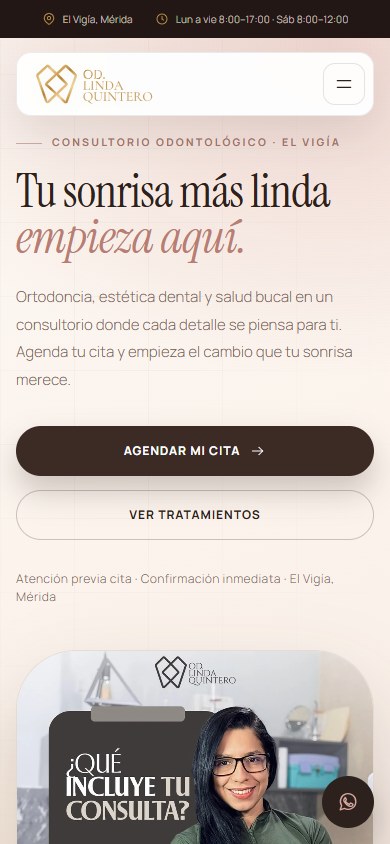 El Vigía, Mérida
Lun a vie 8:00–17:00 · Sáb 8:00–12:00
OD.
LINDA
QUINTERO
CONSULTORIO ODONTOLÓGICO · EL VIGÍA
Tu sonrisa más linda
empieza aquí.
Ortodoncia, estética dental y salud bucal en un
consultorio donde cada detalle se piensa para ti.
Agenda tu cita y empieza el cambio que tu sonrisa
merece.
AGENDAR MI CITA →
VER TRATAMIENTOS
Atención previa cita · Confirmación inmediata · El Vigía,
Mérida
OD.
LINDA
QUINTERO
¿QUÉ
INCLUYE TU
CONSULTA?